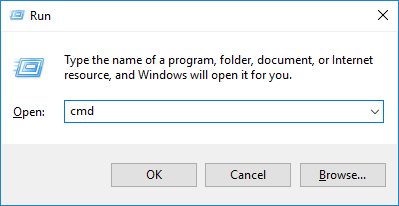 Run
Type the name of a program, folder, document, or Internet
resource, and Windows will open it for you.
Open: cmd
OK Cancel Browse...